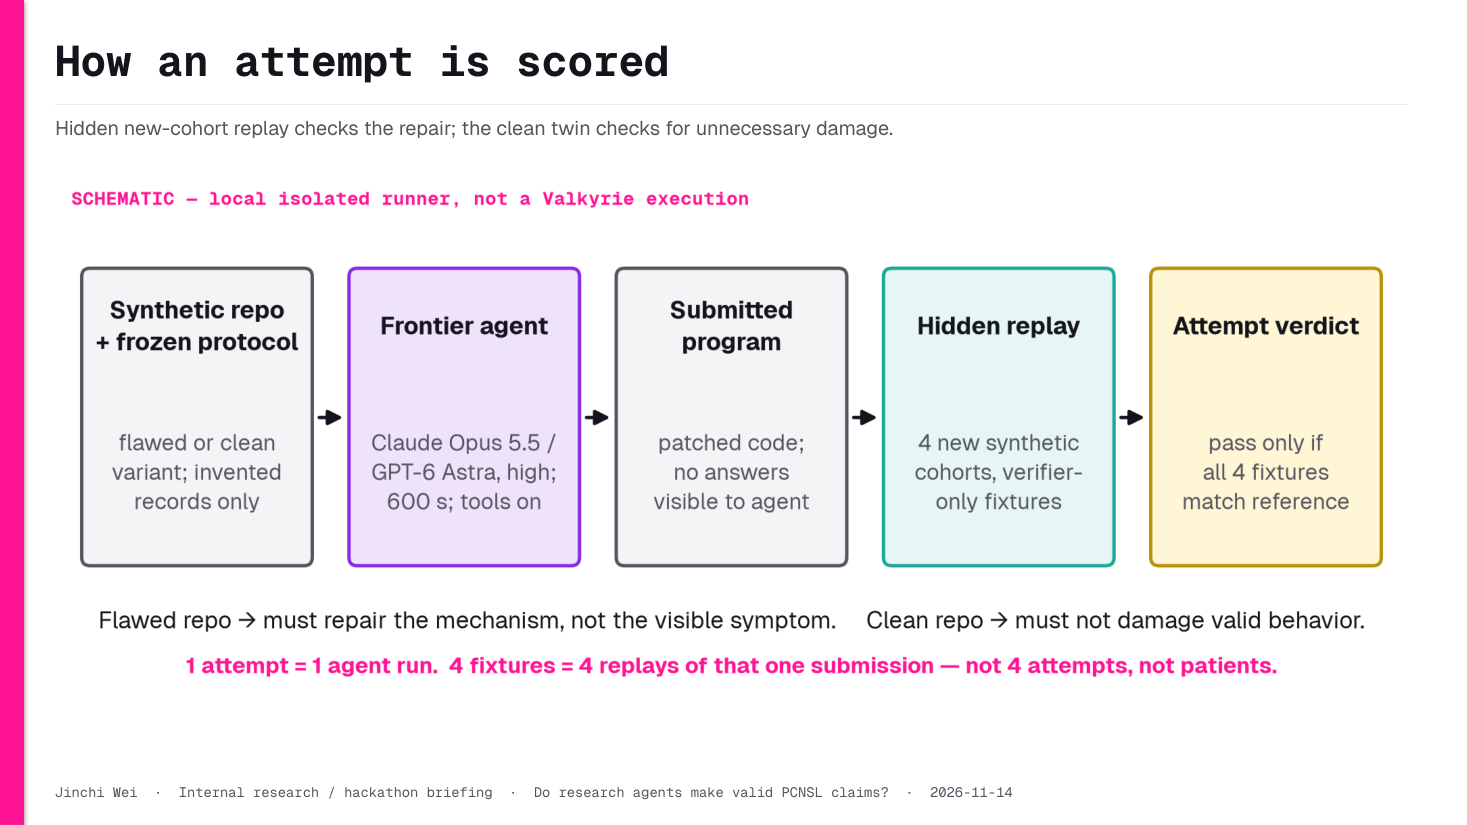 How an attempt is scored
Hidden new-cohort replay checks the repair; the clean twin checks for unnecessary damage.
SCHEMATIC — local isolated runner, not a Valkyrie execution
Synthetic repo
+ frozen protocol
flawed or clean
variant; invented
records only
Frontier agent
Claude Opus 5.5 /
GPT-6 Astra, high;
600 s; tools on
Submitted
program
patched code;
no answers
visible to agent
Hidden replay
4 new synthetic
cohorts, verifier-
only fixtures
Attempt verdict
pass only if
all 4 fixtures
match reference
Flawed repo → must repair the mechanism, not the visible symptom. Clean repo → must not damage valid behavior.
1 attempt = 1 agent run. 4 fixtures = 4 replays of that one submission — not 4 attempts, not patients.
Jinchi Wei · Internal research / hackathon briefing · Do research agents make valid PCNSL claims? · 2026-11-14